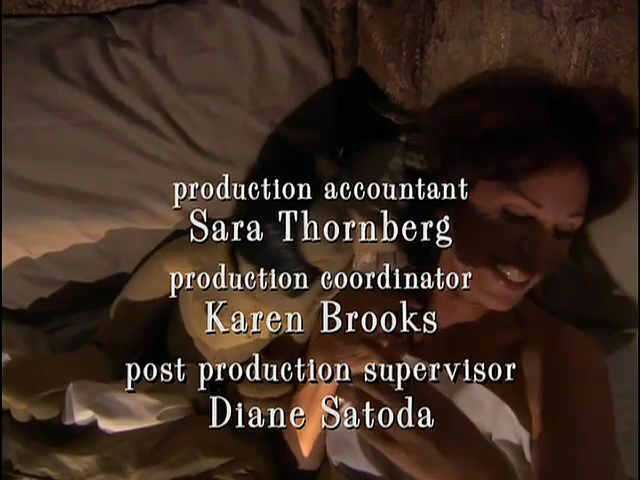 production accountant
Sara Thornberg
production coordinator
Karen Brooks
post production supervisor
Diane Satoda